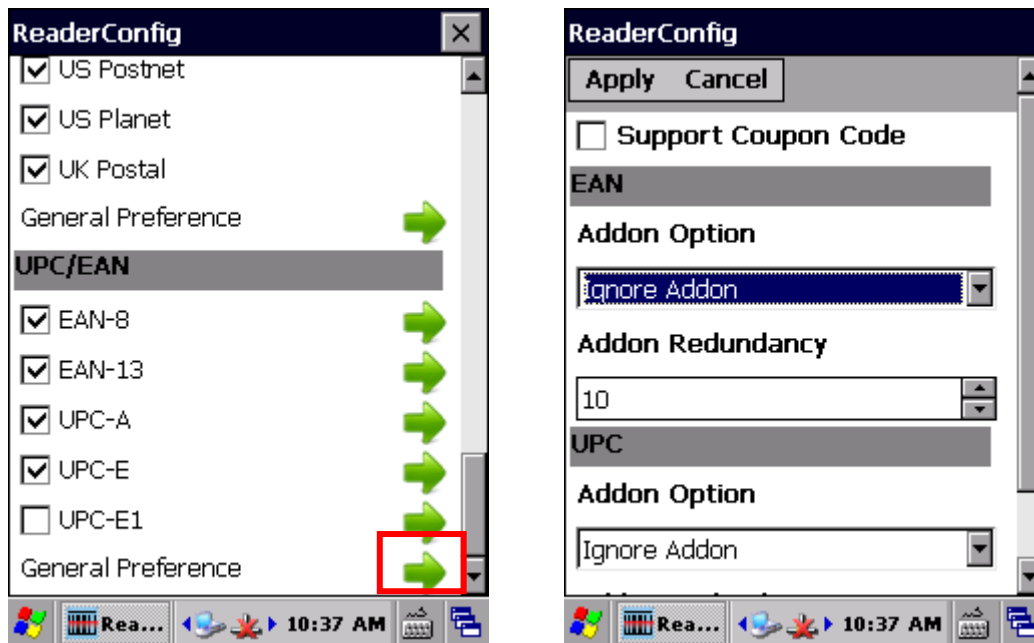 ReaderConfig
US Postnet
US Planet
UK Postal
General Preference
UPC/EAN
EAN-8
EAN-13
UPC-A
UPC-E
UPC-E1
General Preference
Rea... 10:37 AM
ReaderConfig
Apply Cancel
Support Coupon Code
EAN
Addon Option
Ignore Addon
Addon Redundancy
10
UPC
Addon Option
Ignore Addon
Rea... 10:37 AM